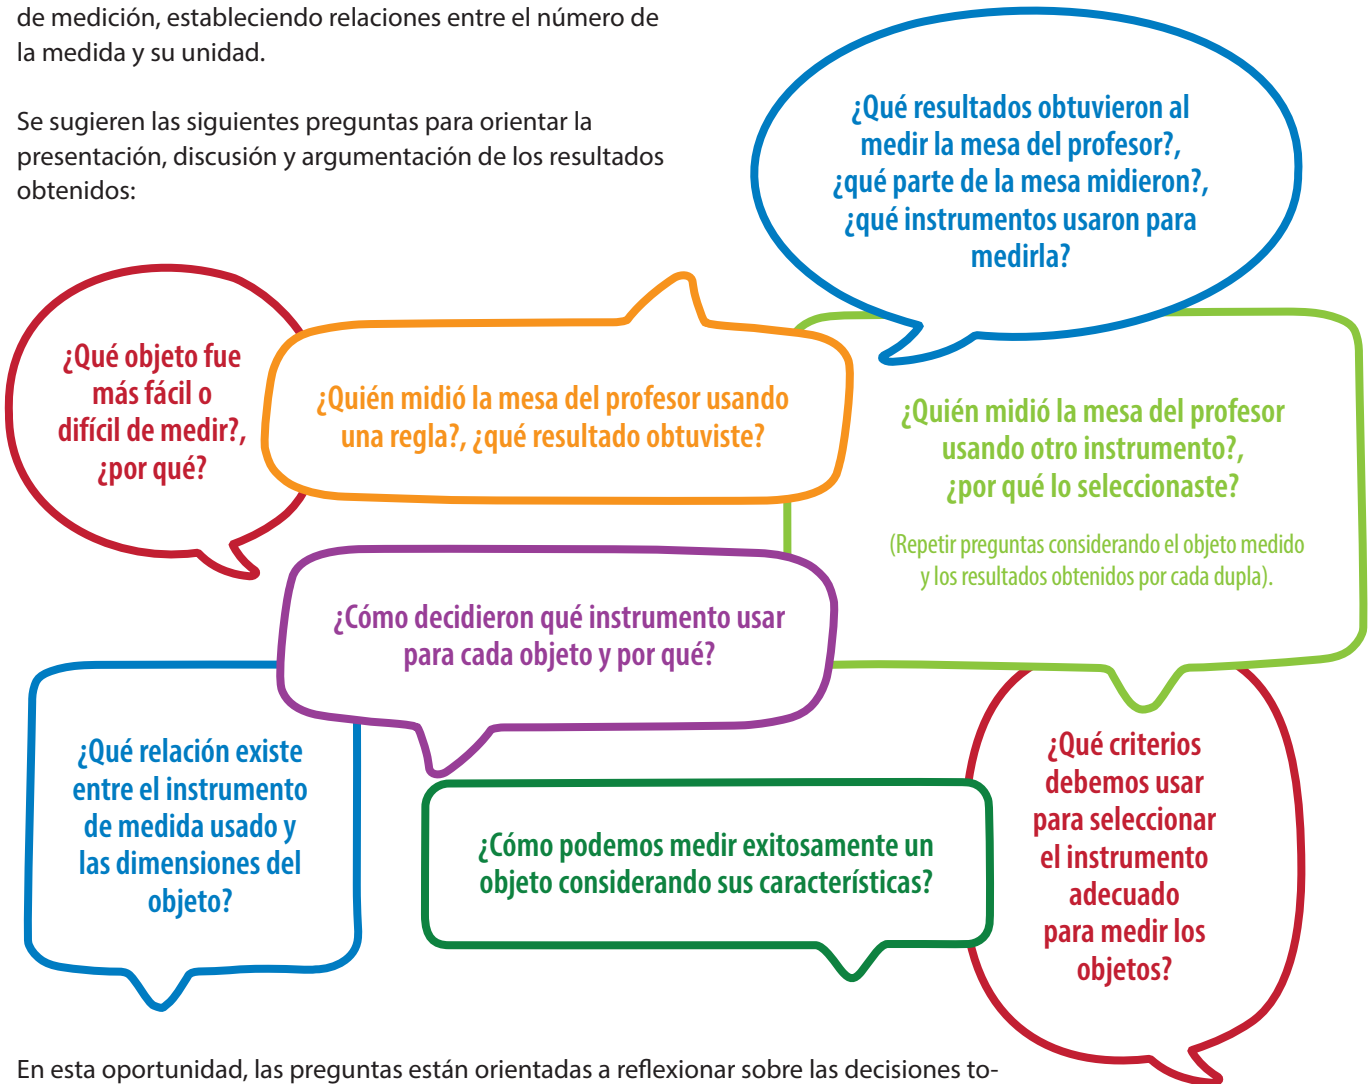 de medición, estableciendo relaciones entre el número de
la medida y su unidad.
Se sugieren las siguientes preguntas para orientar la
presentación, discusión y argumentación de los resultados
obtenidos:
¿Qué resultados obtuvieron al
medir la mesa del profesor?,
¿qué parte de la mesa midieron?,
¿qué instrumentos usaron para
medirla?
¿Qué objeto fue
más fácil o
difícil de medir?,
¿por qué?
¿Quién midió la mesa del profesor usando
una regla?, ¿qué resultado obtuviste?
¿Quién midió la mesa del profesor
usando otro instrumento?,
¿por qué lo seleccionaste?
(Repetir preguntas considerando el objeto medido
y los resultados obtenidos por cada dupla).
¿Cómo decidieron qué instrumento usar
para cada objeto y por qué?
¿Qué relación existe
entre el instrumento
de medida usado y
las dimensiones del
objeto?
¿Cómo podemos medir exitosamente un
objeto considerando sus características?
¿Qué criterios
debemos usar
para seleccionar
el instrumento
adecuado
para medir los
objetos?
En esta oportunidad, las preguntas están orientadas a reflexionar sobre las decisiones to-